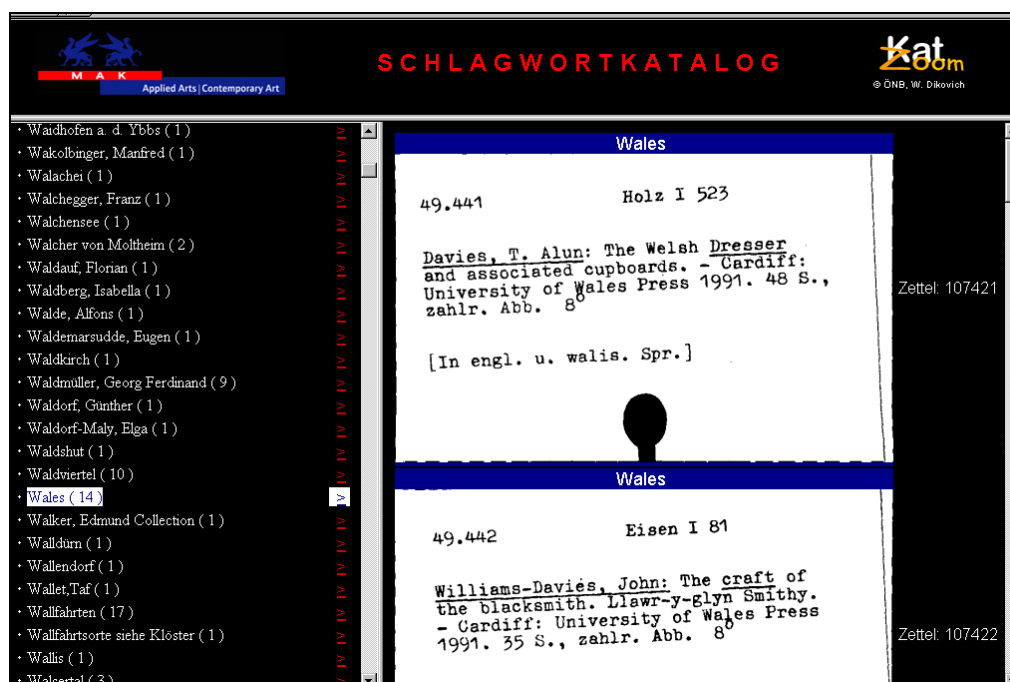 MAK
Applied Arts | Contemporary Art
SCHLAGWORTKATALOG
Kat
Zoom
© ÖNB, W. Dikovich
• Waidhofen a. d. Ybbs ( 1 ) >
• Wakolbinger, Manfred ( 1 ) >
• Walachei ( 1 ) >
• Walchegger, Franz ( 1 ) >
• Walchensee ( 1 ) >
• Walcher von Moltheim ( 2 ) >
• Waldauf, Florian ( 1 ) >
• Waldberg, Isabella ( 1 ) >
• Walde, Alfons ( 1 ) >
• Waldemarsudde, Eugen ( 1 ) >
• Waldkirch ( 1 ) >
• Waldmüller, Georg Ferdinand ( 9 ) >
• Waldorf, Günther ( 1 ) >
• Waldorf-Maly, Elga ( 1 ) >
• Waldshut ( 1 ) >
• Waldviertel ( 10 ) >
• Wales ( 14 ) >
• Walker, Edmund Collection ( 1 ) >
• Walldürn ( 1 ) >
• Wallendorf ( 1 ) >
• Wallet,Taf ( 1 ) >
• Wallfahrten ( 17 ) >
• Wallfahrtsorte siehe Klöster ( 1 ) >
• Wallis ( 1 ) >
• Walsertal ( 3 ) >
Wales
49.441 Holz I 523
Davies, T. Alun: The Welsh Dresser
and associated cupboards. - Cardiff:
University of Wales Press 1991. 48 S.,
zahlr. Abb. 8o
[In engl. u. walis. Spr.]
Zettel: 107421
Wales
49.442 Eisen I 81
Williams-Davies, John: The craft of
the blacksmith. Llawr-y-glyn Smithy.
- Cardiff: University of Wales Press
1991. 35 S., zahlr. Abb. 8o
Zettel: 107422